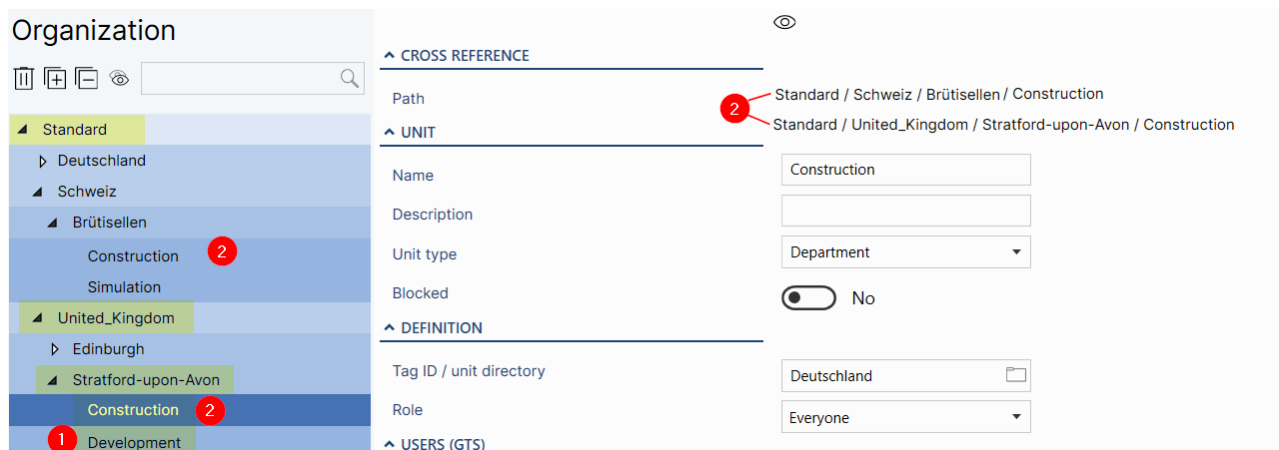 Organization
Standard
Deutschland
Schweiz
Brütisellen
Construction 2
Simulation
United_Kingdom
Edinburgh
Stratford-upon-Avon
Construction 2
1 Development
CROSS REFERENCE
Path
2 Standard / Schweiz / Brütisellen / Construction
Standard / United_Kingdom / Stratford-upon-Avon / Construction
UNIT
Name Construction
Description
Unit type Department
Blocked No
DEFINITION
Tag ID / unit directory Deutschland
Role Everyone
USERS (GTS)